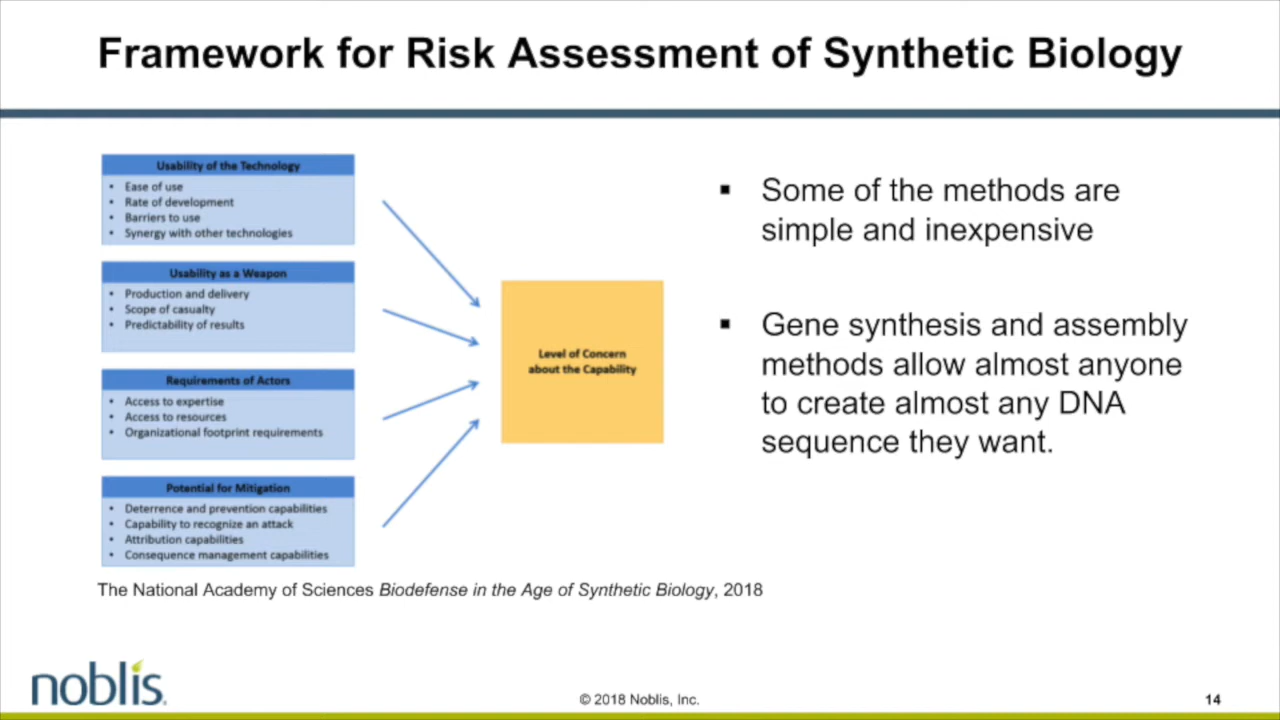 Framework for Risk Assessment of Synthetic Biology
Usability of the Technology
• Ease of use
• Rate of development
• Barriers to use
• Synergy with other technologies
Usability as a Weapon
• Production and delivery
• Scope of casualty
• Predictability of results
Requirements of Actors
• Access to expertise
• Access to resources
• Organizational footprint requirements
Potential for Mitigation
• Deterrence and prevention capabilities
• Capability to recognize an attack
• Attribution capabilities
• Consequence management capabilities
Level of Concern
about the Capability
▪ Some of the methods are
simple and inexpensive
▪ Gene synthesis and assembly
methods allow almost anyone
to create almost any DNA
sequence they want.
The National Academy of Sciences Biodefense in the Age of Synthetic Biology, 2018
noblis.
© 2018 Noblis, Inc.
14